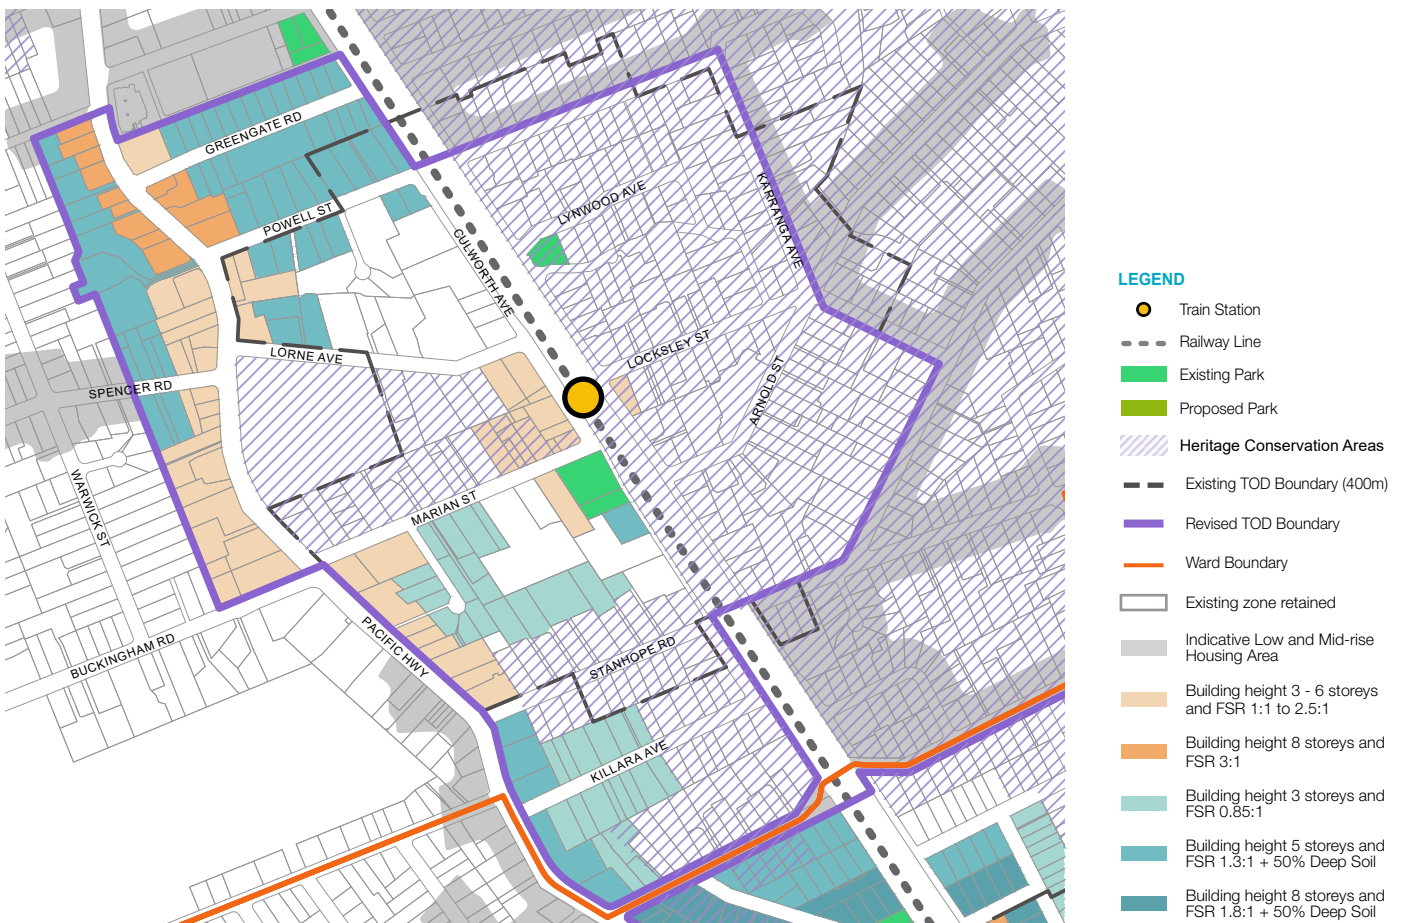 GREENGATE RD
POWELL ST
LYNWOOD AVE
KARRANGA AVE
CULWORTH AVE
LORNE AVE
LOCKSLEY ST
ARNOLD ST
SPENCER RD
WARWICK ST
MARIAN ST
BUCKINGHAM RD
PACIFIC HWY
STANHOPE RD
KILLARA AVE
LEGEND
Train Station
Railway Line
Existing Park
Proposed Park
Heritage Conservation Areas
Existing TOD Boundary (400m)
Revised TOD Boundary
Ward Boundary
Existing zone retained
Indicative Low and Mid-rise
Housing Area
Building height 3 - 6 storeys
and FSR 1:1 to 2.5:1
Building height 8 storeys and
FSR 3:1
Building height 3 storeys and
FSR 0.85:1
Building height 5 storeys and
FSR 1.3:1 + 50% Deep Soil
Building height 8 storeys and
FSR 1.8:1 + 50% Deep Soil